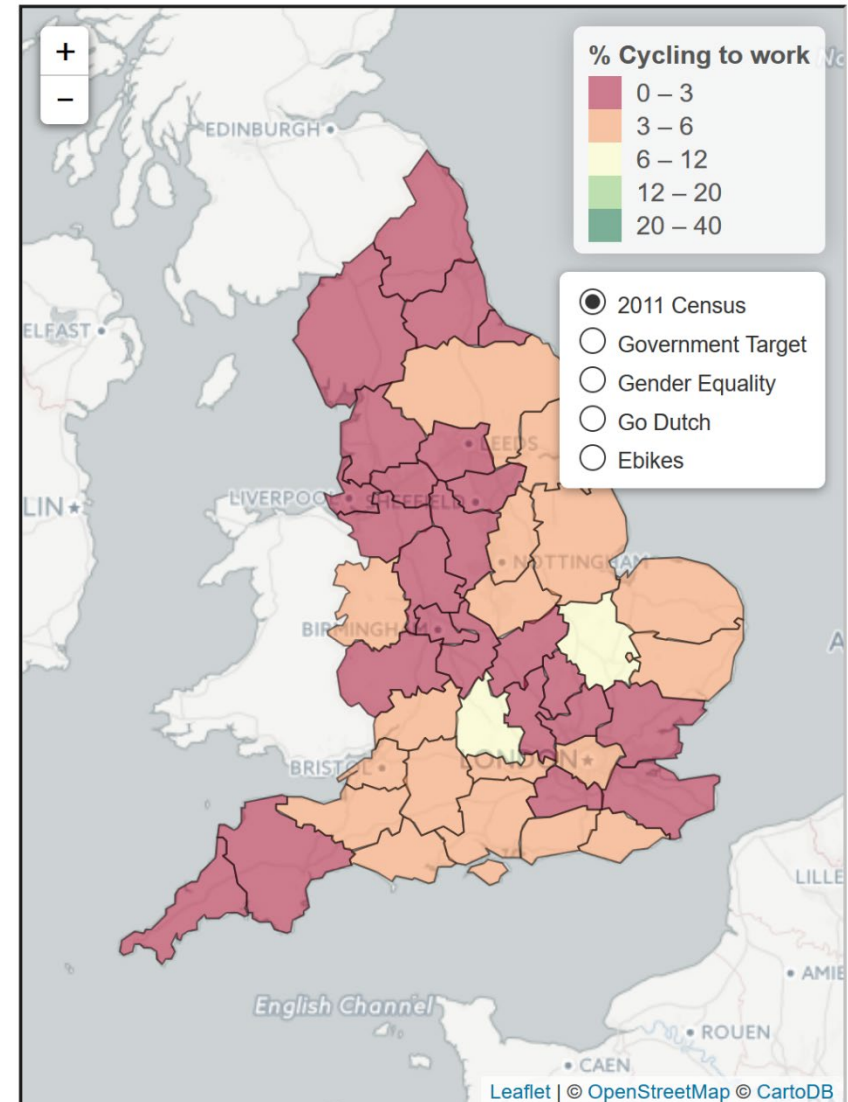 +
−
% Cycling to work
0 – 3
3 – 6
6 – 12
12 – 20
20 – 40
2011 Census
Government Target
Gender Equality
Go Dutch
Ebikes
No
EDINBURGH
ELFAST
LEEDS
LIVERPOOL
SHEFFIELD
LIN
NOTTINGHAM
BIRMINGHAM
A
LONDON
BRISTOL
LILLE
AMIE
English Channel
ROUEN
CAEN
Leaflet | © OpenStreetMap © CartoDB